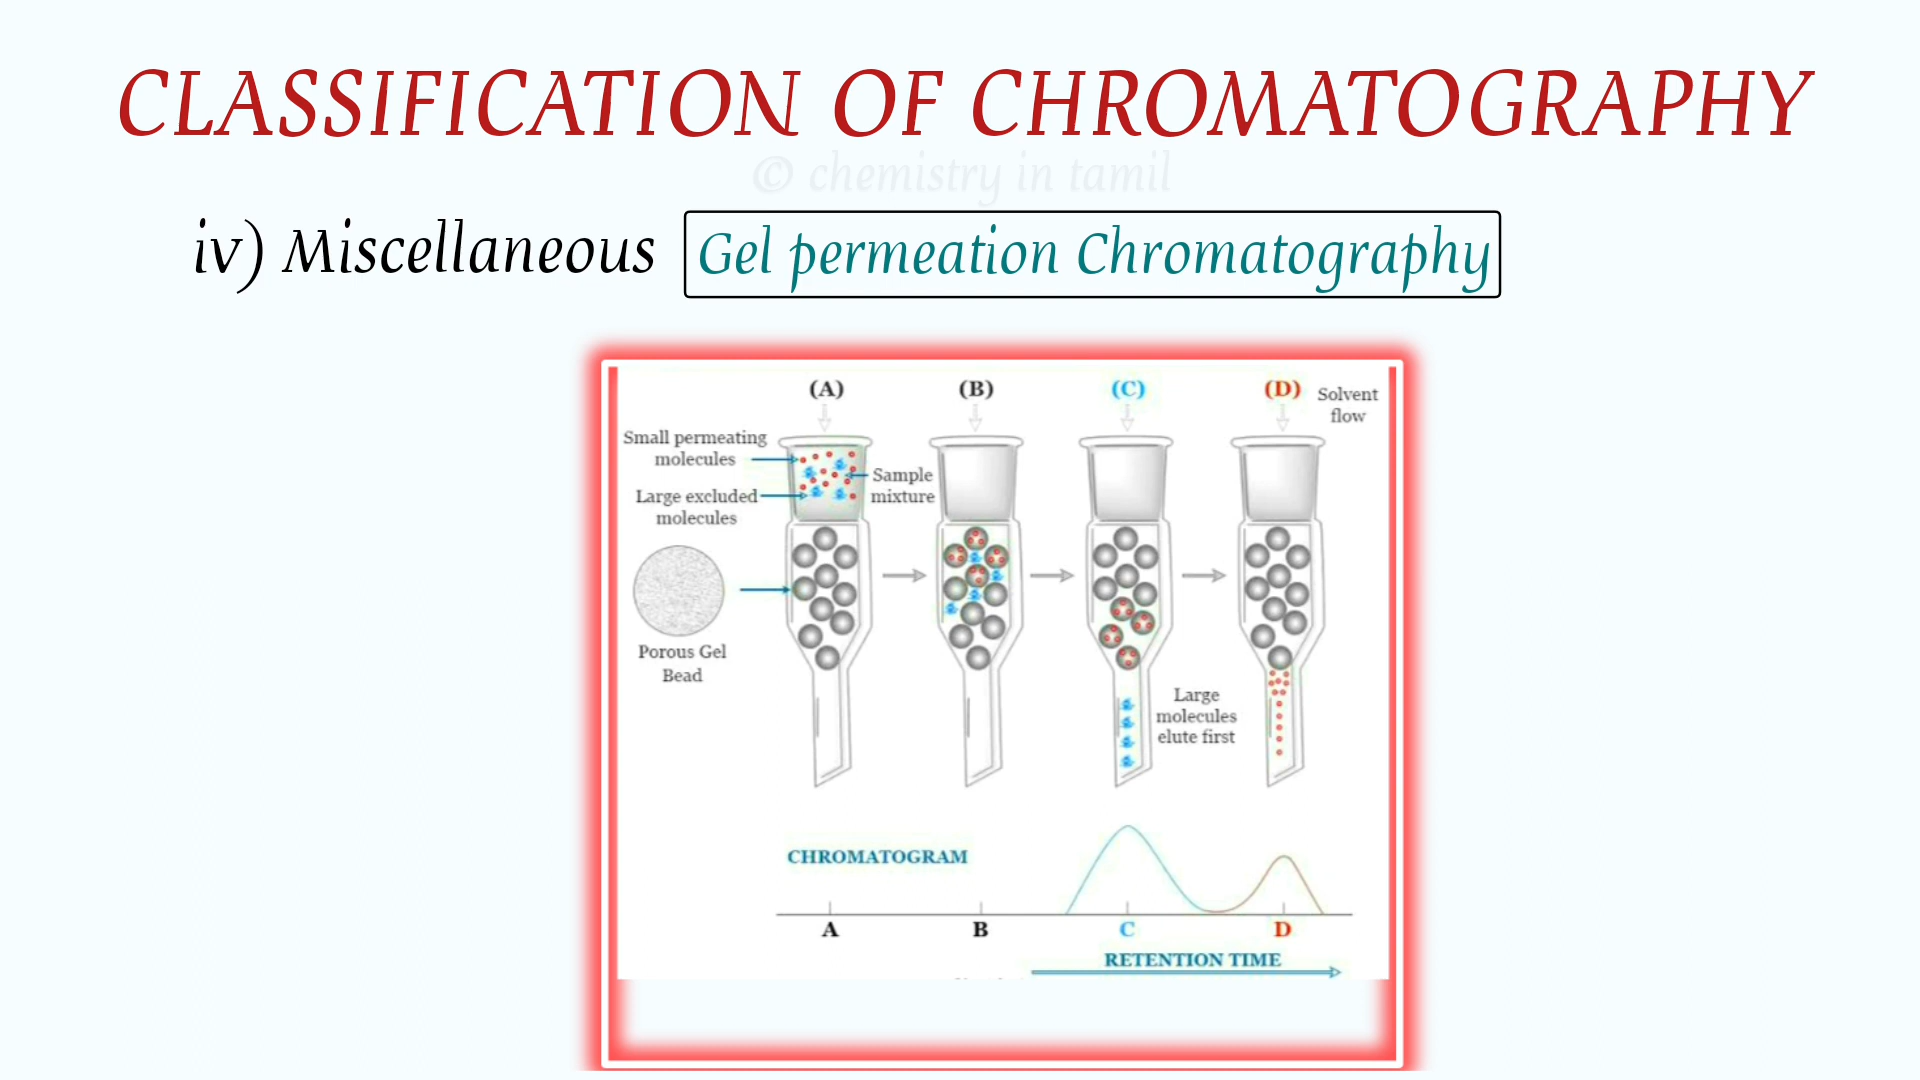 CLASSIFICATION OF CHROMATOGRAPHY
© chemistry in tamil
iv) Miscellaneous
Gel permeation Chromatography
(A)
(B)
(C)
(D)
Solvent
flow
Small permeating
molecules
Large excluded
molecules
Sample
mixture
Porous Gel
Bead
Large
molecules
elute first
CHROMATOGRAM
A
B
C
D
RETENTION TIME